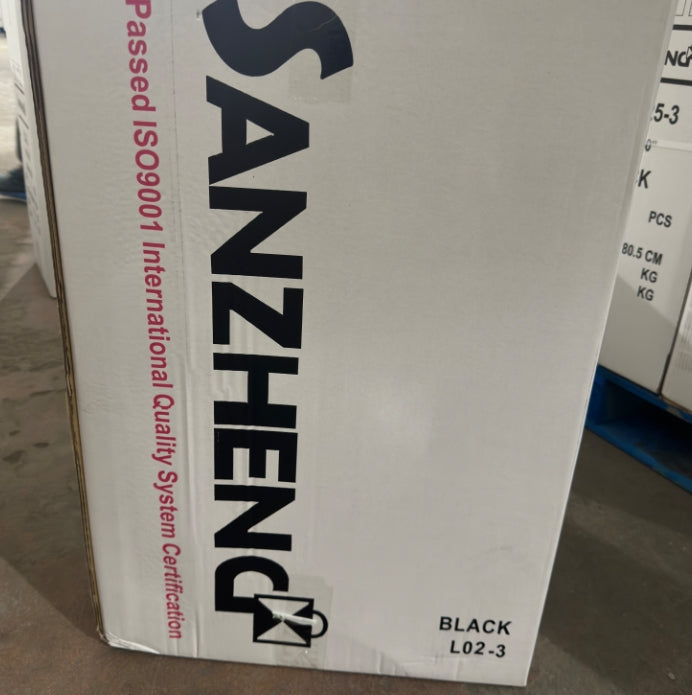 SANZHENG
Passed ISO9001 International Quality System Certification
BLACK
L02-3
5-3
K
PCS
80.5 CM
KG
KG